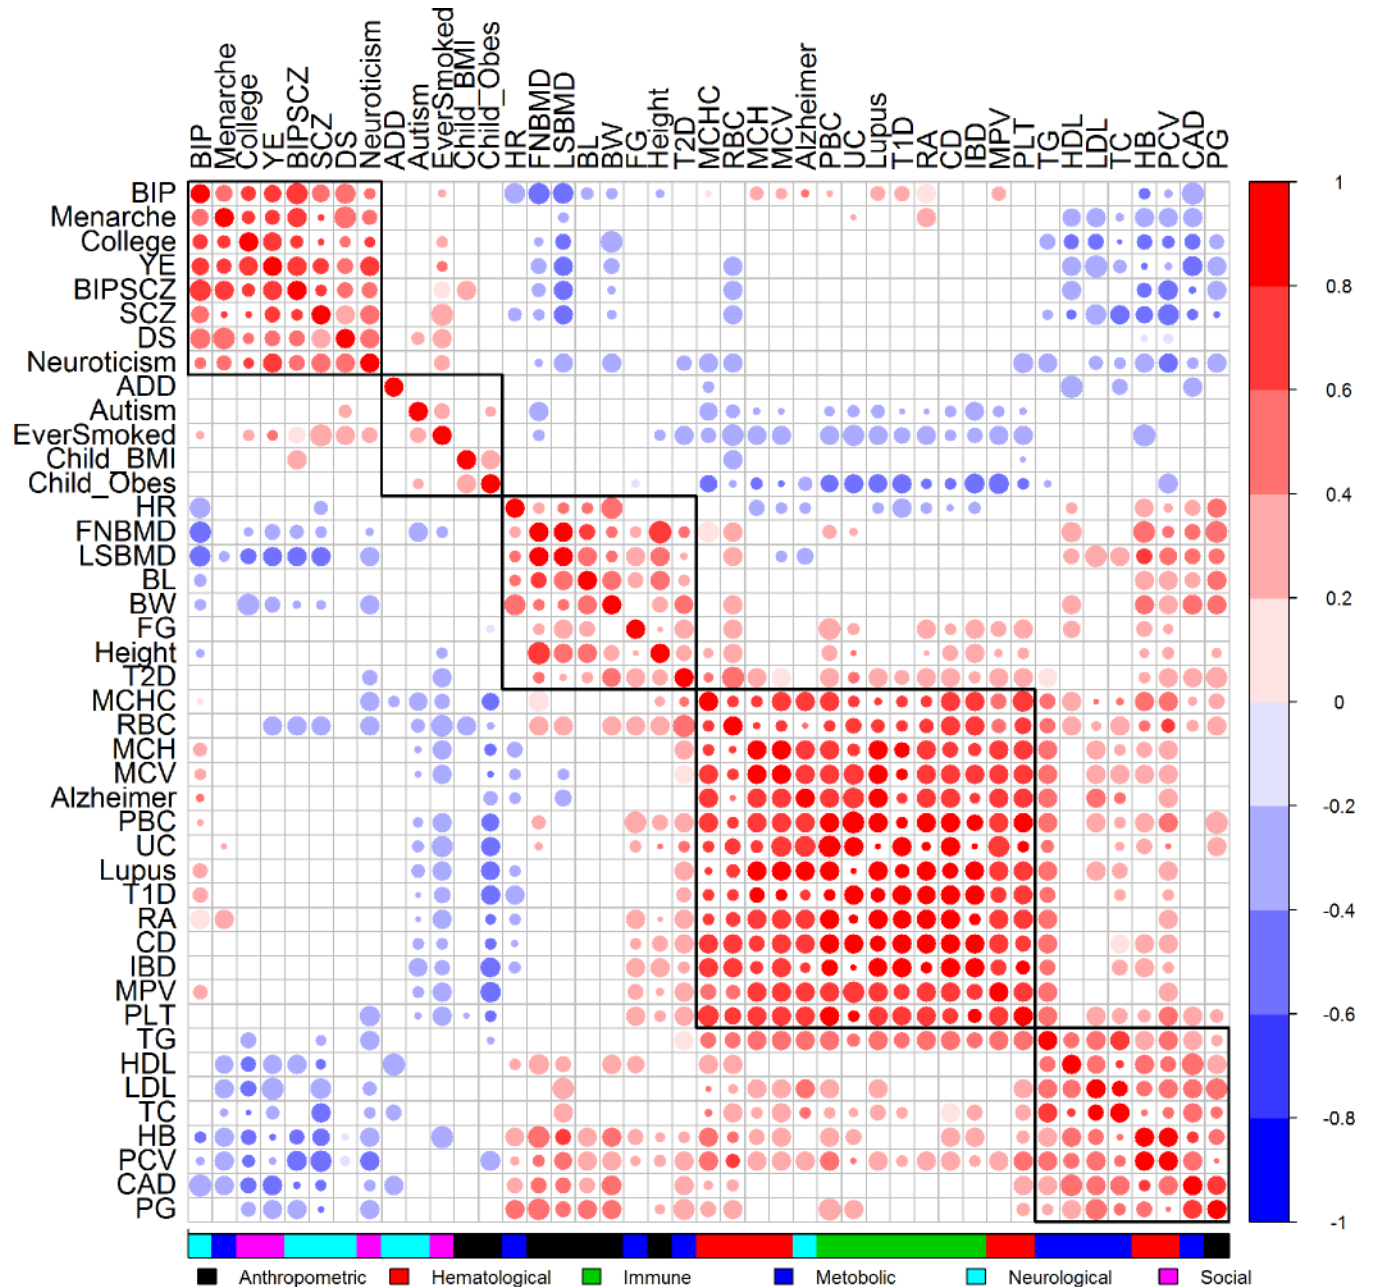 BIP
Menarche
College
YE
BIPSCZ
SCZ
DS
Neuroticism
ADD
Autism
EverSmoked
Child_BMI
Child_Obes
HR
FNBMD
LSBMD
BL
BW
FG
Height
T2D
MCHC
RBC
MCH
MCV
Alzheimer
PBC
UC
Lupus
T1D
RA
CD
IBD
MPV
PLT
TG
HDL
LDL
TC
HB
PCV
CAD
PG
BIP
Menarche
College
YE
BIPSCZ
SCZ
DS
Neuroticism
ADD
Autism
EverSmoked
Child_BMI
Child_Obes
HR
FNBMD
LSBMD
BL
BW
FG
Height
T2D
MCHC
RBC
MCH
MCV
Alzheimer
PBC
UC
Lupus
T1D
RA
CD
IBD
MPV
PLT
TG
HDL
LDL
TC
HB
PCV
CAD
PG
1
0.8
0.6
0.4
0.2
0
-0.2
-0.4
-0.6
-0.8
-1
Anthropometric Hematological Immune Metobolic Neurological Social